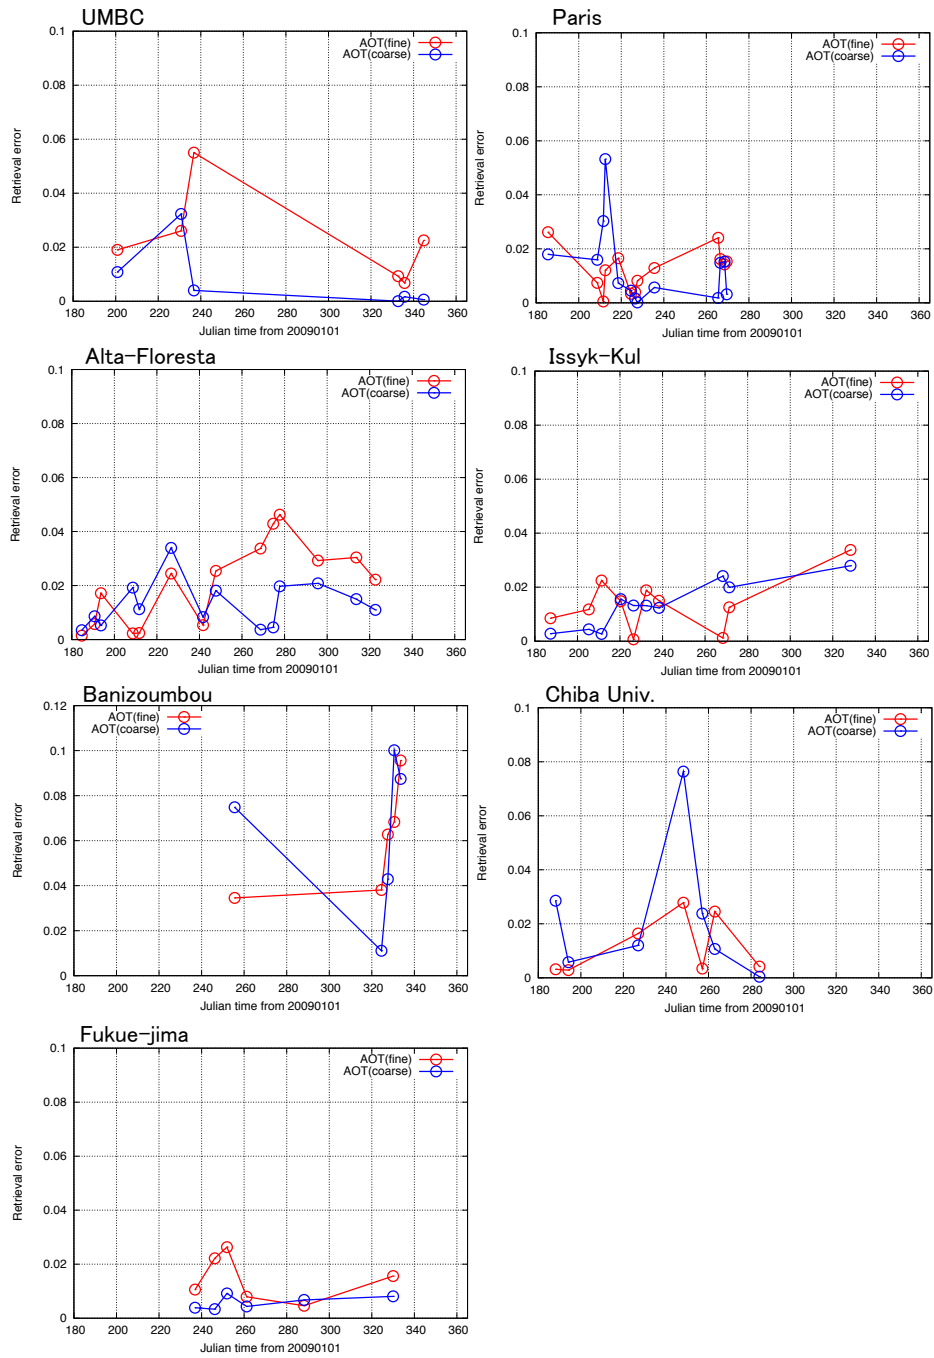 UMBC
AOT(fine)
AOT(coarse)
Retrieval error
0.1
0.08
0.06
0.04
0.02
0
180 200 220 240 260 280 300 320 340 360
Julian time from 20090101
Paris
AOT(fine)
AOT(coarse)
Retrieval error
0.1
0.08
0.06
0.04
0.02
0
180 200 220 240 260 280 300 320 340 360
Julian time from 20090101
Alta-Floresta
AOT(fine)
AOT(coarse)
Retrieval error
0.1
0.08
0.06
0.04
0.02
0
180 200 220 240 260 280 300 320 340 360
Julian time from 20090101
Issyk-Kul
AOT(fine)
AOT(coarse)
Retrieval error
0.1
0.08
0.06
0.04
0.02
0
180 200 220 240 260 280 300 320 340 360
Julian time from 20090101
Banizoumbou
AOT(fine)
AOT(coarse)
Retrieval error
0.12
0.1
0.08
0.06
0.04
0.02
0
180 200 220 240 260 280 300 320 340 360
Julian time from 20090101
Chiba Univ.
AOT(fine)
AOT(coarse)
Retrieval error
0.1
0.08
0.06
0.04
0.02
0
180 200 220 240 260 280 300 320 340 360
Julian time from 20090101
Fukue-jima
AOT(fine)
AOT(coarse)
Retrieval error
0.1
0.08
0.06
0.04
0.02
0
180 200 220 240 260 280 300 320 340 360
Julian time from 20090101